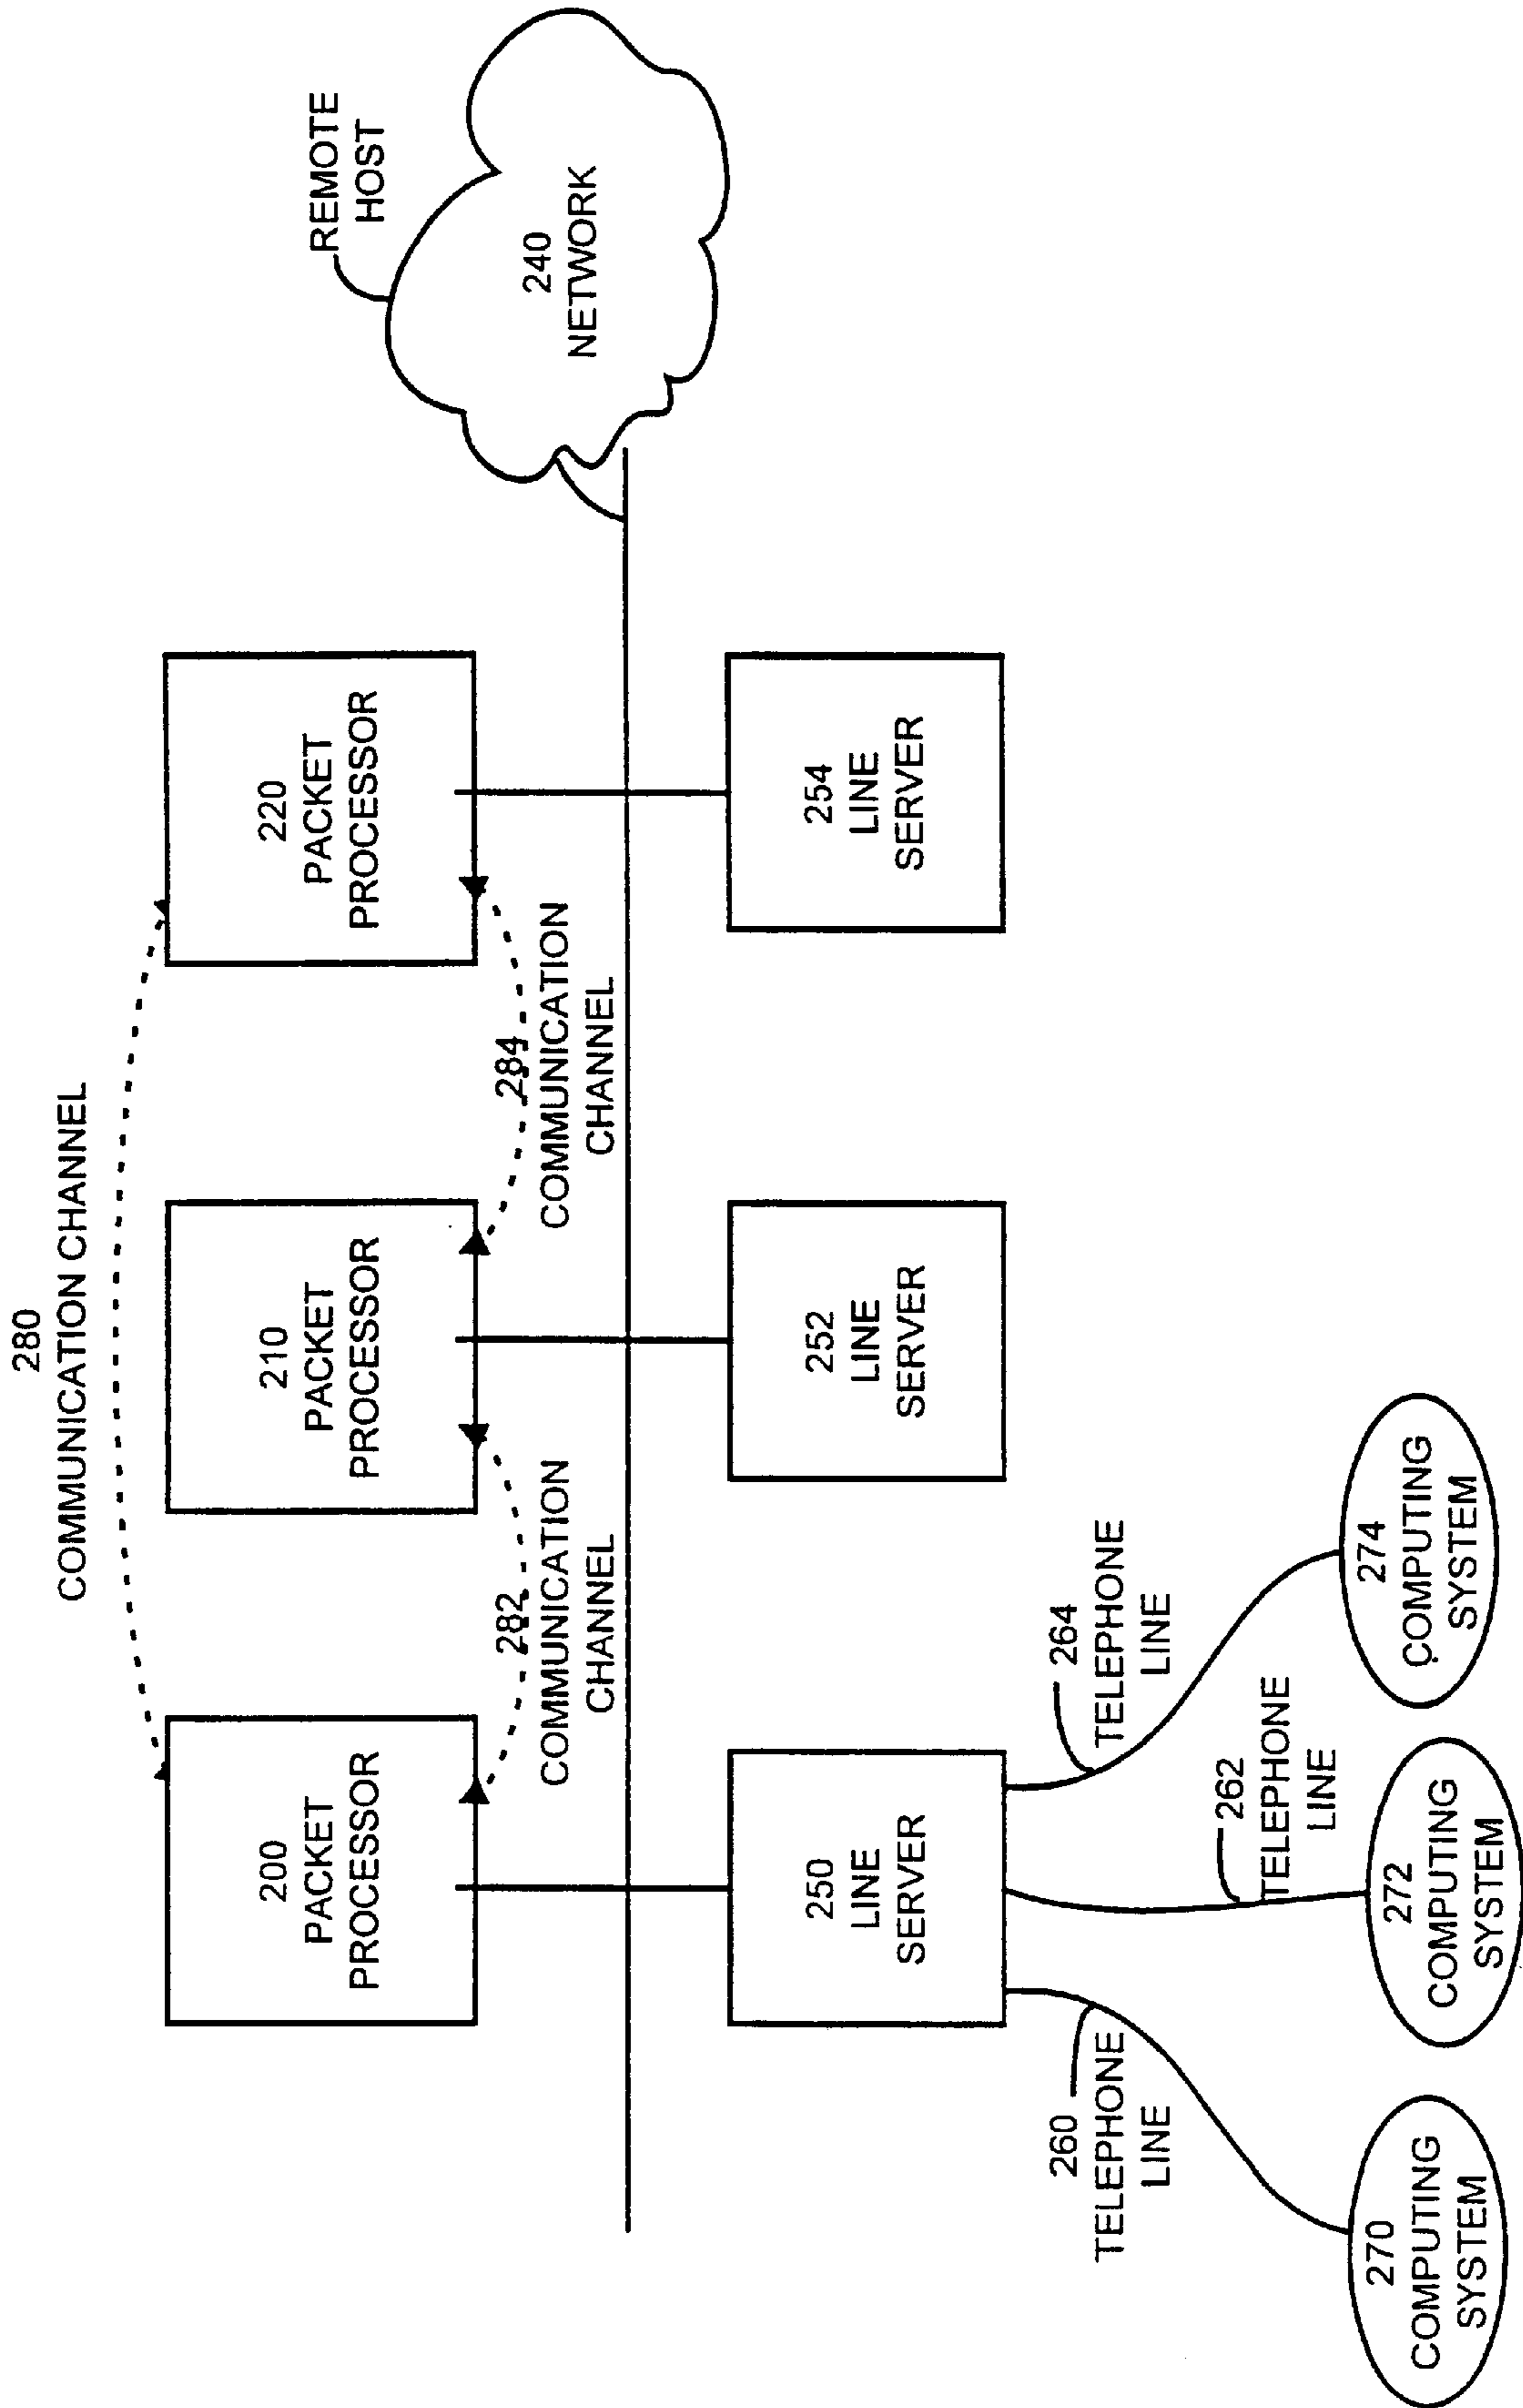 280
COMMUNICATION CHANNEL
200
PACKET
PROCESSOR
210
PACKET
PROCESSOR
220
PACKET
PROCESSOR
REMOTE
HOST
240
NETWORK
282
COMMUNICATION
CHANNEL
284
COMMUNICATION
CHANNEL
250
LINE
SERVER
252
LINE
SERVER
254
LINE
SERVER
260
TELEPHONE
LINE
264
TELEPHONE
LINE
262
TELEPHONE
LINE
270
COMPUTING
SYSTEM
272
COMPUTING
SYSTEM
274
COMPUTING
SYSTEM